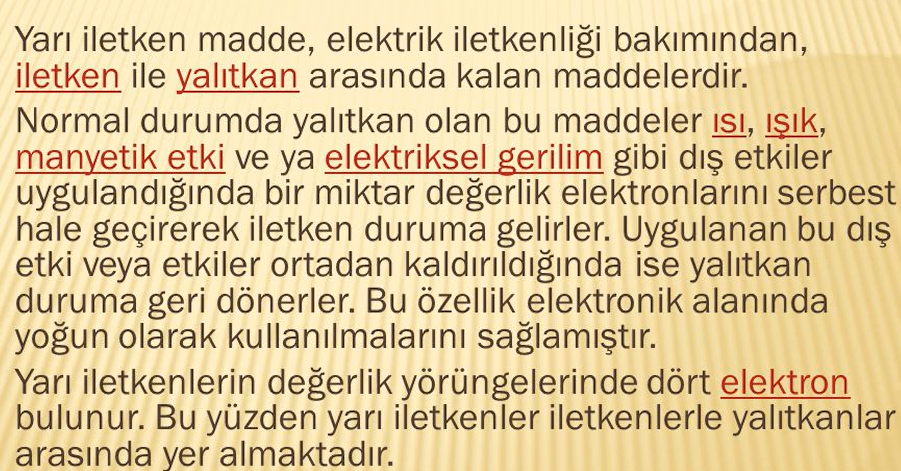 Yarı iletken madde, elektrik iletkenliği bakımından,
iletken ile yalıtkan arasında kalan maddelerdir.
Normal durumda yalıtkan olan bu maddeler ısı, ışık,
manyetik etki ve ya elektriksel gerilim gibi dış etkiler
uygulandığında bir miktar değerlik elektronlarını serbest
hale geçirerek iletken duruma gelirler. Uygulanan bu dış
etki veya etkiler ortadan kaldırıldığında ise yalıtkan
duruma geri dönerler. Bu özellik elektronik alanında
yoğun olarak kullanılmalarını sağlamıştır.
Yarı iletkenlerin değerlik yörüngelerinde dört elektron
bulunur. Bu yüzden yarı iletkenler iletkenlerle yalıtkanlar
arasında yer almaktadır.